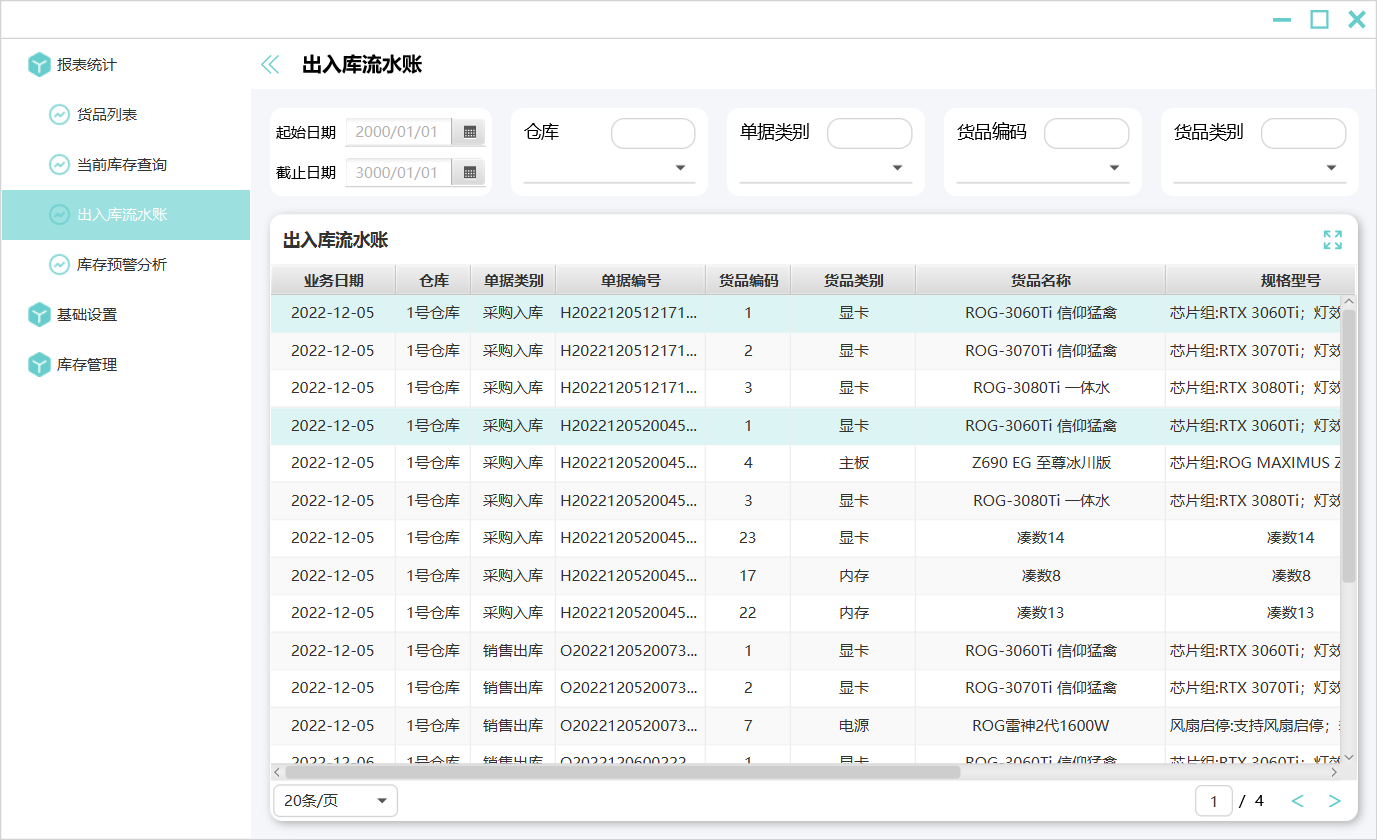 报表统计
货品列表
当前库存查询
出入库流水账
库存预警分析
基础设置
库存管理
出入库流水账
起始日期 2000/01/01
截止日期 3000/01/01
仓库
单据类别
货品编码
货品类别
出入库流水账
业务日期 仓库 单据类别 单据编号 货品编码 货品类别 货品名称 规格型号
2022-12-05 1号仓库 采购入库 H2022120512171... 1 显卡 ROG-3060Ti 信仰猛禽 芯片组:RTX 3060Ti；灯效
2022-12-05 1号仓库 采购入库 H2022120512171... 2 显卡 ROG-3070Ti 信仰猛禽 芯片组:RTX 3070Ti；灯效
2022-12-05 1号仓库 采购入库 H2022120512171... 3 显卡 ROG-3080Ti 一体水 芯片组:RTX 3080Ti；灯效
2022-12-05 1号仓库 采购入库 H2022120520045... 1 显卡 ROG-3060Ti 信仰猛禽 芯片组:RTX 3060Ti；灯效
2022-12-05 1号仓库 采购入库 H2022120520045... 4 主板 Z690 EG 至尊冰川版 芯片组:ROG MAXIMUS Z
2022-12-05 1号仓库 采购入库 H2022120520045... 3 显卡 ROG-3080Ti 一体水 芯片组:RTX 3080Ti；灯效
2022-12-05 1号仓库 采购入库 H2022120520045... 23 显卡 凑数14 凑数14
2022-12-05 1号仓库 采购入库 H2022120520045... 17 内存 凑数8 凑数8
2022-12-05 1号仓库 采购入库 H2022120520045... 22 内存 凑数13 凑数13
2022-12-05 1号仓库 销售出库 O2022120520073... 1 显卡 ROG-3060Ti 信仰猛禽 芯片组:RTX 3060Ti；灯效
2022-12-05 1号仓库 销售出库 O2022120520073... 2 显卡 ROG-3070Ti 信仰猛禽 芯片组:RTX 3070Ti；灯效
2022-12-05 1号仓库 销售出库 O2022120520073... 7 电源 ROG雷神2代1600W 风扇启停:支持风扇启停；
2022-12-06 1号仓库 销售出库 O2022120600222... 1 显卡 ROG-3060Ti 信仰猛禽 芯片组:RTX 3060Ti；灯效
20条/页
1 / 4 < >